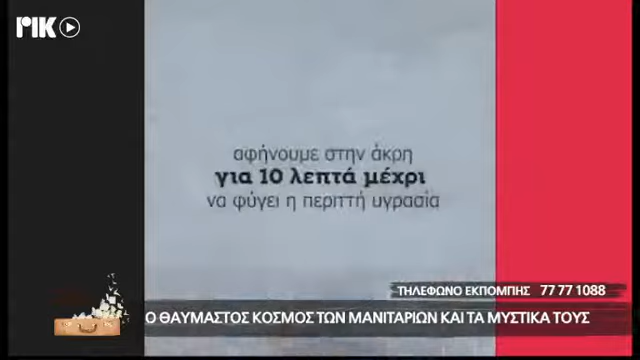 ΡΙΚ
αφήνουμε στην άκρη
για 10 λεπτά μέχρι
να φύγει η περιττή υγρασία
ΤΗΛΕΦΩΝΟ ΕΚΠΟΜΠΗΣ 77 77 1088
Ο ΘΑΥΜΑΣΤΟΣ ΚΟΣΜΟΣ ΤΩΝ ΜΑΝΙΤΑΡΙΩΝ ΚΑΙ ΤΑ ΜΥΣΤΙΚΑ ΤΟΥΣ